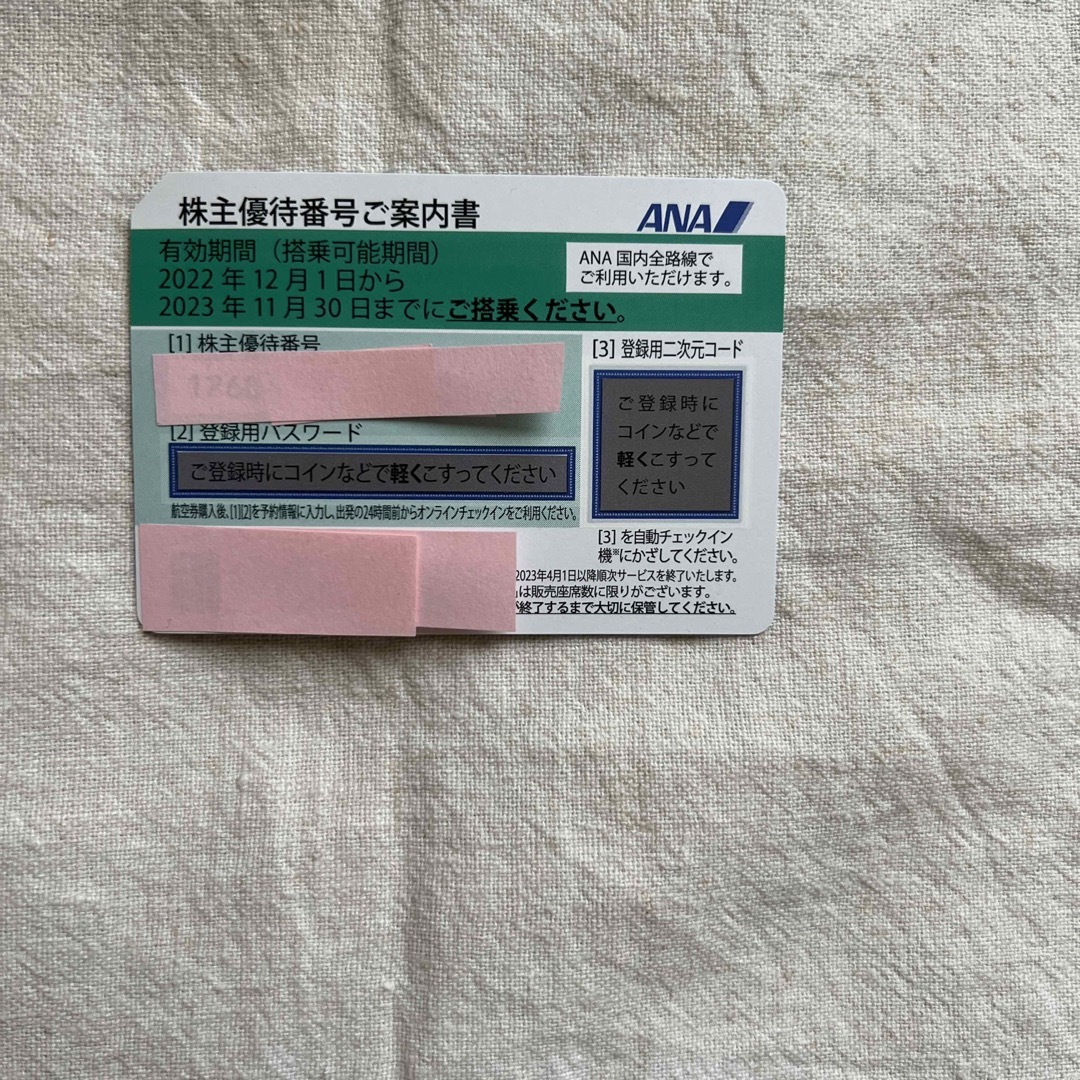 株主優待番号ご案内書
ANA
有効期間（搭乗可能期間）
2022年12月1日から
2023年11月30日までにご搭乗ください。
ANA国内全路線で
ご利用いただけます。
[1] 株主優待番号
[2] 登録用パスワード
ご登録時にコインなどで軽くこすってください
航空券購入後、[1][2]を予約情報に入力し、出発の24時間前からオンラインチェックインをご利用ください。
[3] 登録用二次元コード
ご登録時に
コインなどで
軽くこすって
ください
[3] を自動チェックイン
機※にかざしてください。
2023年4月1日以降順次サービスを終了いたします。
は販売座席数に限りがございます。
終了するまで大切に保管してください。